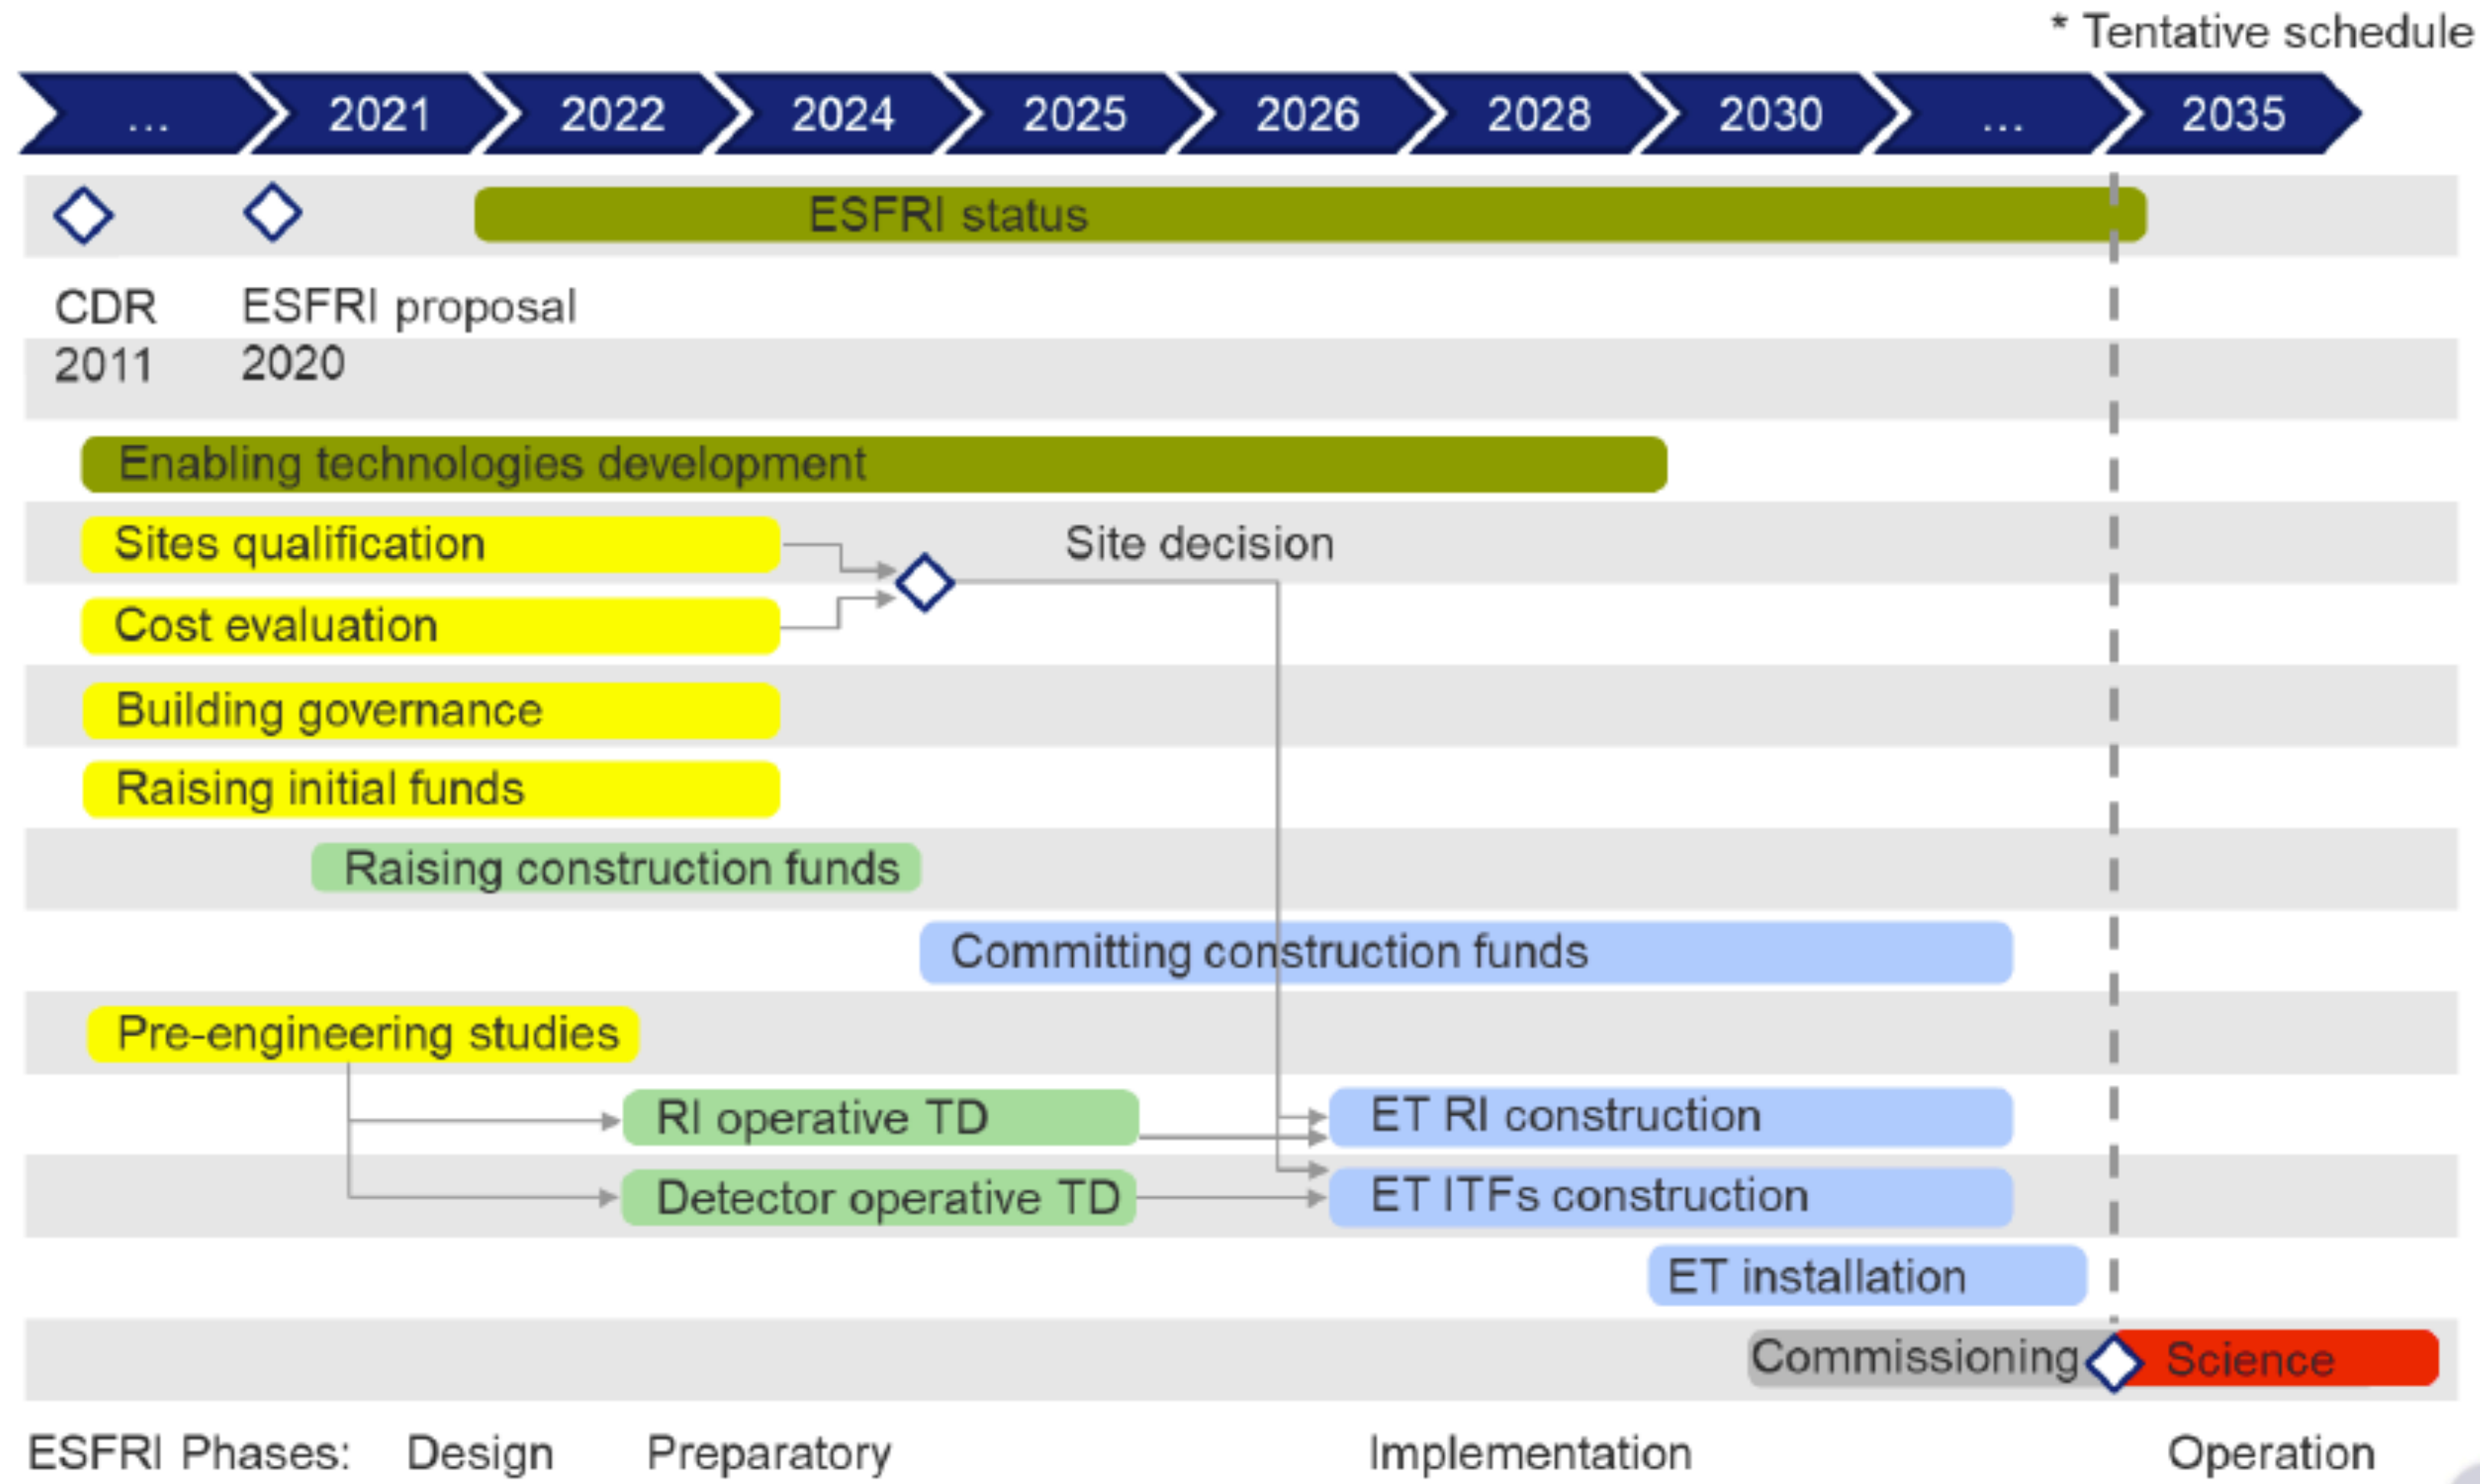 * Tentative schedule
... 2021 2022 2024 2025 2026 2028 2030 ... 2035
ESFRI status
CDR
2011
ESFRI proposal
2020
Enabling technologies development
Sites qualification
Site decision
Cost evaluation
Building governance
Raising initial funds
Raising construction funds
Committing construction funds
Pre-engineering studies
RI operative TD
ET RI construction
Detector operative TD
ET ITFs construction
ET installation
Commissioning
Science
ESFRI Phases: Design Preparatory Implementation Operation